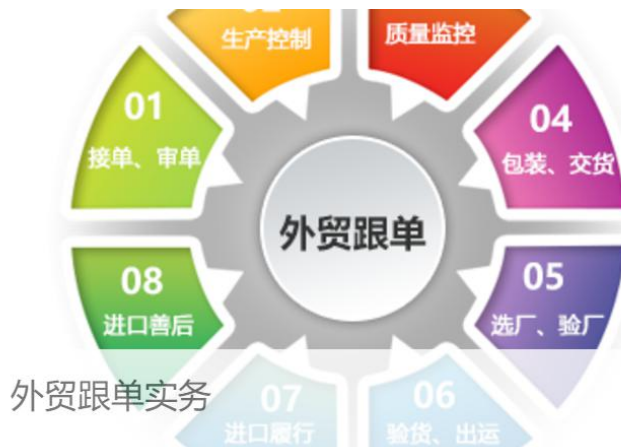 生产控制
质量监控
01
接单、审单
04
包装、交货
外贸跟单
08
进口善后
05
选厂、验厂
外贸跟单实务
07
进口履行
06
验货、出运